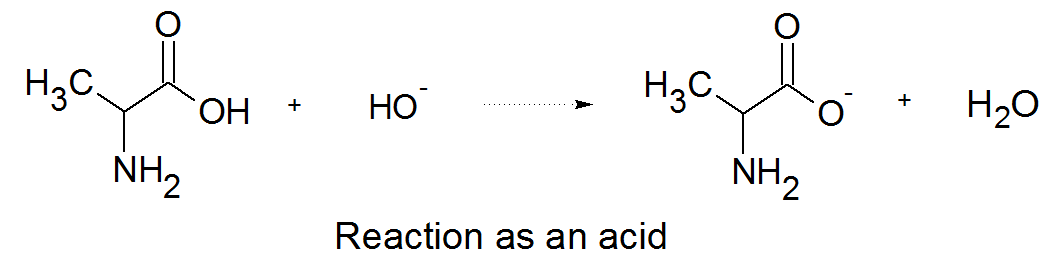 O O
H₃C OH + HO⁻ H₃C O⁻ + H₂O
NH₂ NH₂
Reaction as an acid